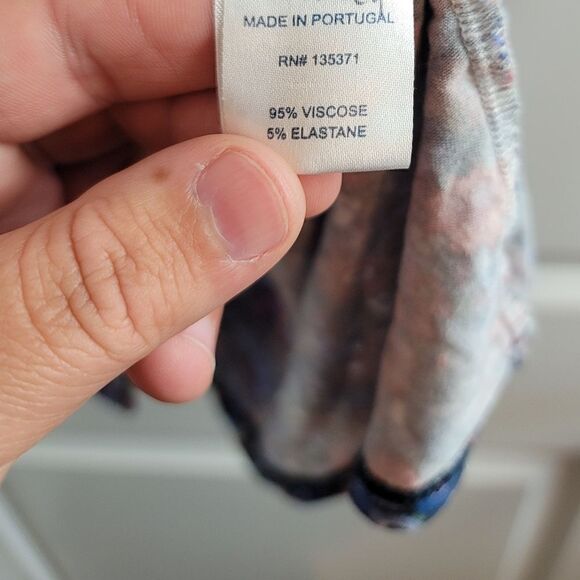 MADE IN PORTUGAL
RN# 135371
95% VISCOSE
5% ELASTANE